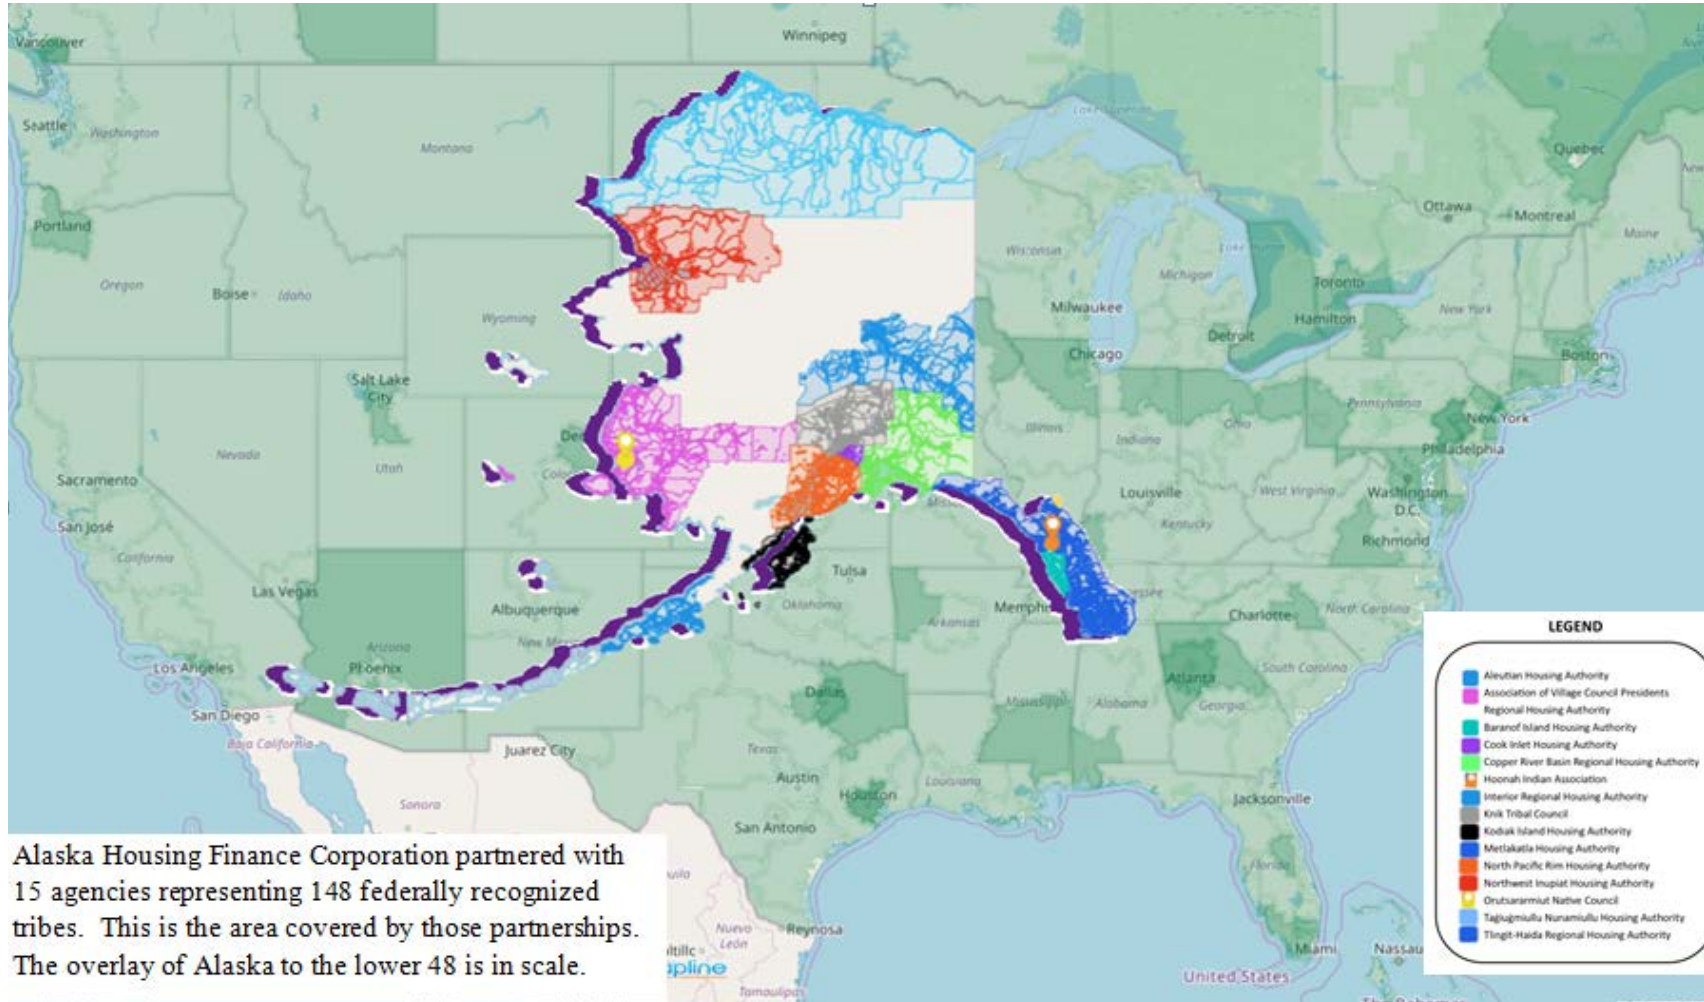 Vancouver
Winnipeg
Seattle
Washington
Montana
Lake Superior
Quebec
Portland
Ottawa
Montreal
Maine
Oregon
Boise
Idaho
Wisconsin
Michigan
Toronto
Wyoming
Milwaukee
Hamilton
New York
Detroit
Chicago
Boston
Salt Lake
City
Pennsylvania
New York
Nevada
Utah
Illinois
Indiana
Ohio
Philadelphia
Sacramento
Louisville
West Virginia
Washington
D.C.
San José
Kentucky
Richmond
California
Las Vegas
Tulsa
Albuquerque
Oklahoma
Memphis
Charlotte
North Carolina
Arkansas
Arizona
Los Angeles
Phoenix
South Carolina
Dallas
Atlanta
San Diego
Mississippi
Alabama
Georgia
Baja California
Juarez City
Texas
Austin
Louisiana
Houston
Jacksonville
Sonora
San Antonio
Florida
Nuevo
León
Reynosa
Miami
Nassau
Tamaulipas
United States
LEGEND
Aleutian Housing Authority
Association of Village Council Presidents
Regional Housing Authority
Baranof Island Housing Authority
Cook Inlet Housing Authority
Copper River Basin Regional Housing Authority
Hoonah Indian Association
Interior Regional Housing Authority
Knik Tribal Council
Kodiak Island Housing Authority
Metlakatla Housing Authority
North Pacific Rim Housing Authority
Northwest Inupiat Housing Authority
Orutsararmiut Native Council
Tagiugmiullu Nunamiullu Housing Authority
Tlingit-Haida Regional Housing Authority
Alaska Housing Finance Corporation partnered with
15 agencies representing 148 federally recognized
tribes.  This is the area covered by those partnerships.
The overlay of Alaska to the lower 48 is in scale.